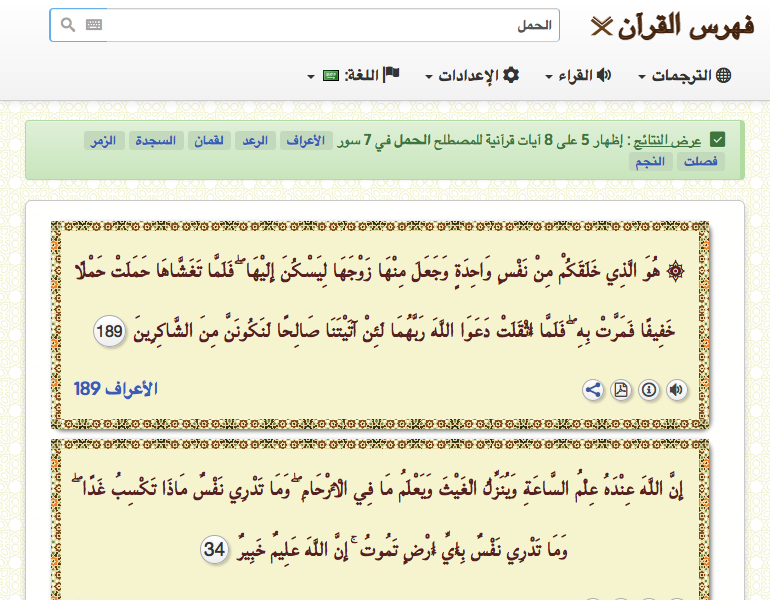 فهرس القرآن
الحمل
الترجمات القراء الإعدادات اللغة:
عرض النتائج : إظهار 5 على 8 آيات قرآنية للمصطلح الحمل في 7 سور الأعراف الرعد لقمان السجدة الزمر
فصلت النجم
۞ هُوَ الَّذِي خَلَقَكُمْ مِنْ نَفْسٍ وَاحِدَةٍ وَجَعَلَ مِنْهَا زَوْجَهَا لِيَسْكُنَ إِلَيْهَا ۖ فَلَمَّا تَغَشَّاهَا حَمَلَتْ حَمْلًا
خَفِيفًا فَمَرَّتْ بِهِ ۖ فَلَمَّا أَثْقَلَتْ دَعَوَا اللَّهَ رَبَّهُمَا لَئِنْ آتَيْتَنَا صَالِحًا لَنَكُونَنَّ مِنَ الشَّاكِرِينَ 189
الأعراف 189
إِنَّ اللَّهَ عِنْدَهُ عِلْمُ السَّاعَةِ وَيُنَزِّلُ الْغَيْثَ وَيَعْلَمُ مَا فِي الْأَرْحَامِ ۖ وَمَا تَدْرِي نَفْسٌ مَاذَا تَكْسِبُ غَدًا ۖ
وَمَا تَدْرِي نَفْسٌ بِأَيِّ أَرْضٍ تَمُوتُ ۚ إِنَّ اللَّهَ عَلِيمٌ خَبِيرٌ 34